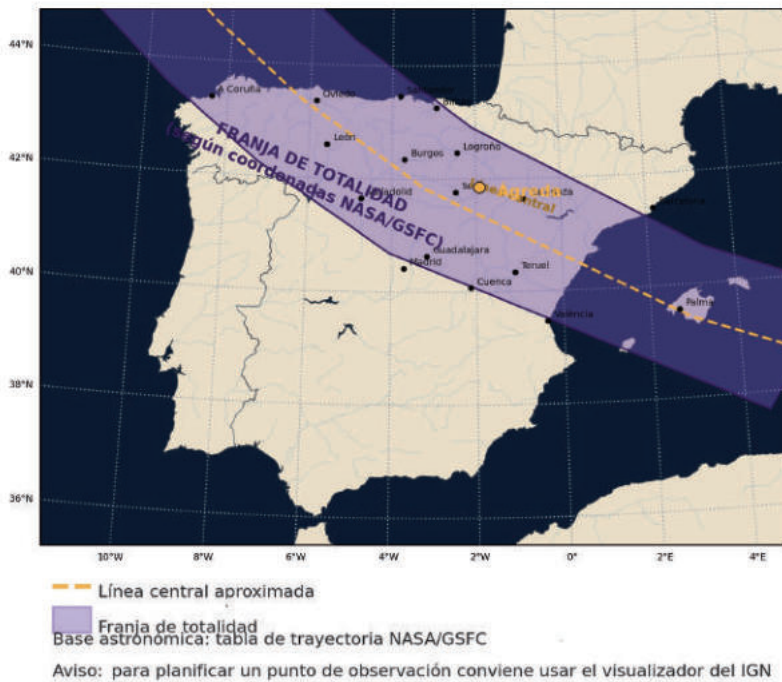 44°N
42°N
40°N
38°N
36°N
A Coruña
Oviedo
León
Burgos
Logroño
FRANJA DE TOTALIDAD
(según coordenadas NASA/GSFC)
Agreda
Guadalajara
Madrid
Cuenca
Teruel
València
Palma
10°W
8°W
6°W
4°W
2°W
0°
2°E
4°E
Línea central aproximada
Franja de totalidad
Base astronómica: tabla de trayectoria NASA/GSFC
Aviso: para planificar un punto de observación conviene usar el visualizador del IGN